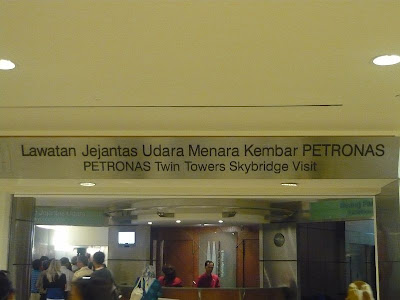 Lawatan Jejantas Udara Menara Kembar PETRONAS
PETRONAS Twin Towers Skybridge Visit